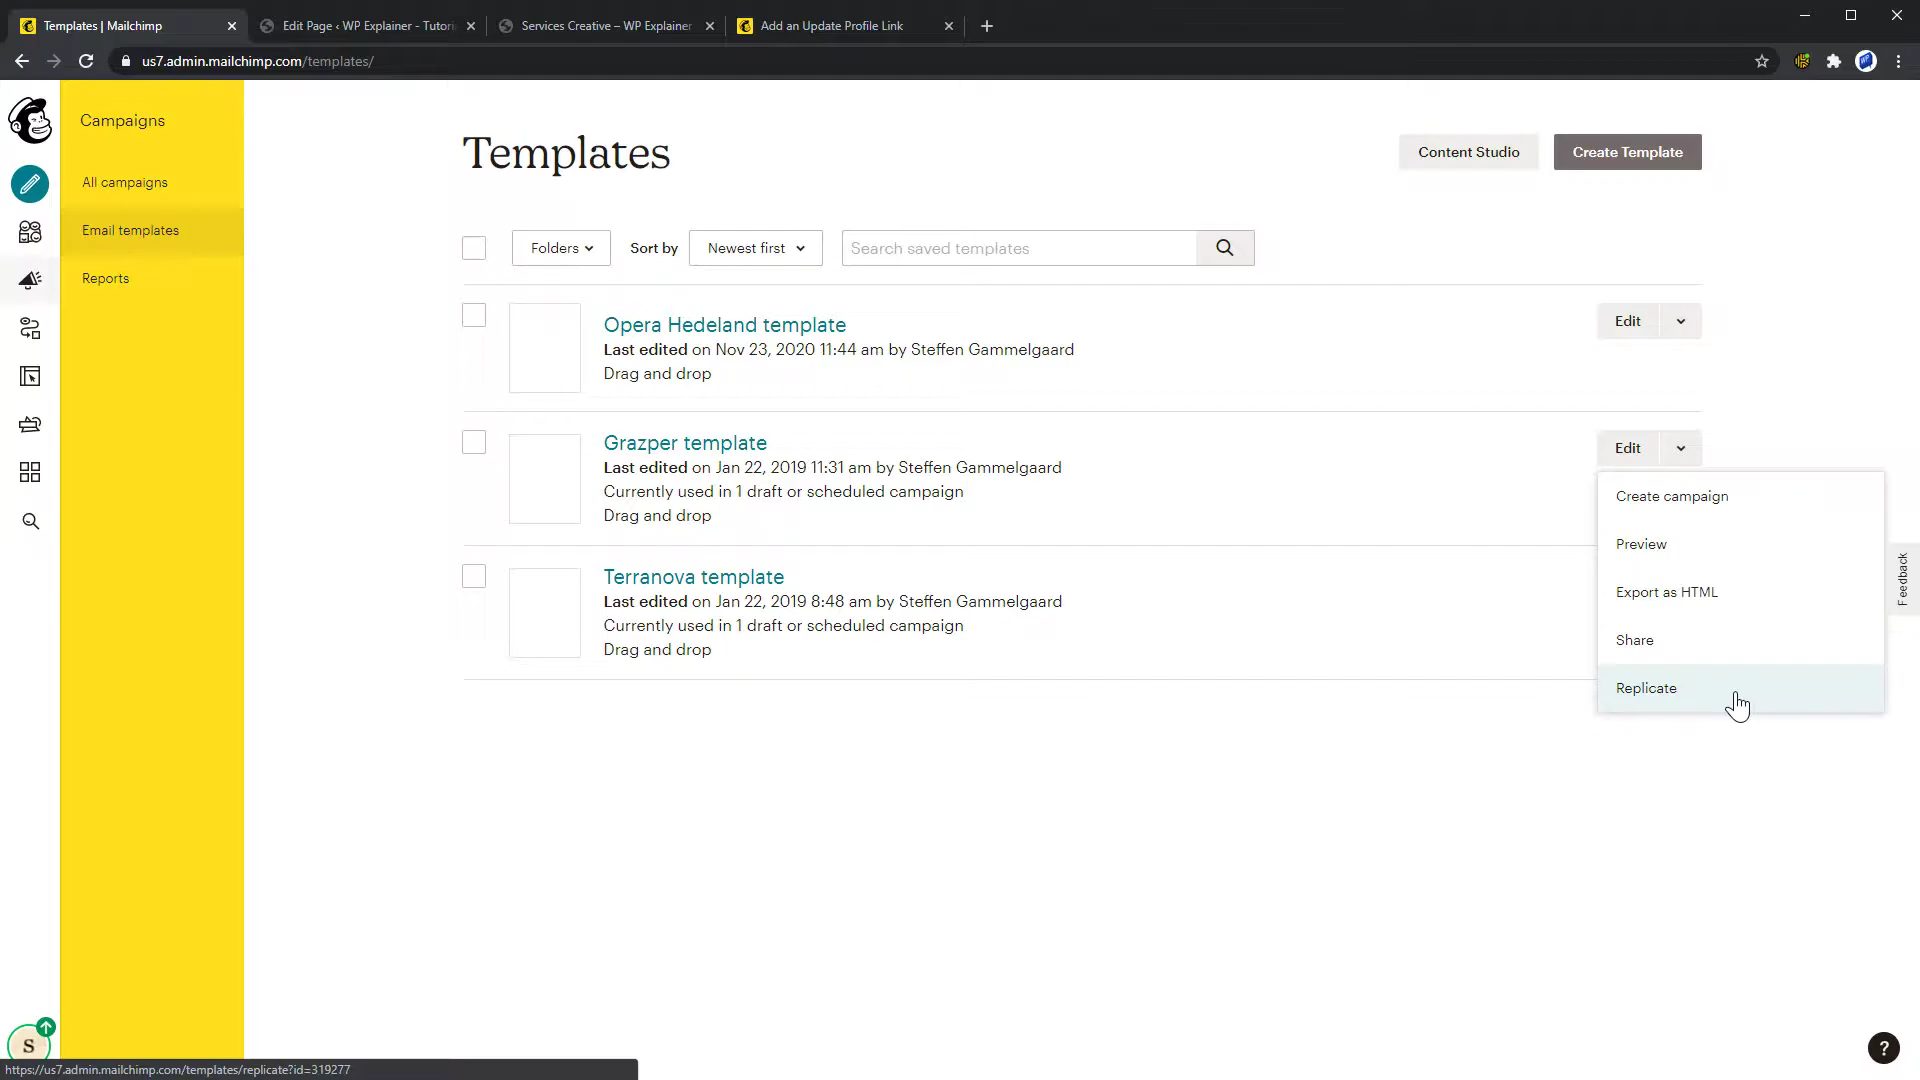 Templates | Mailchimp
Edit Page ‹ WP Explainer - Tutori
Services Creative – WP Explainer
Add an Update Profile Link
us7.admin.mailchimp.com/templates/
Campaigns
All campaigns
Email templates
Reports
Templates
Content Studio
Create Template
Folders
Sort by
Newest first
Search saved templates
Opera Hedeland template
Last edited on Nov 23, 2020 11:44 am by Steffen Gammelgaard
Drag and drop
Edit
Grazper template
Last edited on Jan 22, 2019 11:31 am by Steffen Gammelgaard
Currently used in 1 draft or scheduled campaign
Drag and drop
Edit
Create campaign
Preview
Export as HTML
Share
Replicate
Terranova template
Last edited on Jan 22, 2019 8:48 am by Steffen Gammelgaard
Currently used in 1 draft or scheduled campaign
Drag and drop
Feedback
S
?
https://us7.admin.mailchimp.com/templates/replicate?id=319277